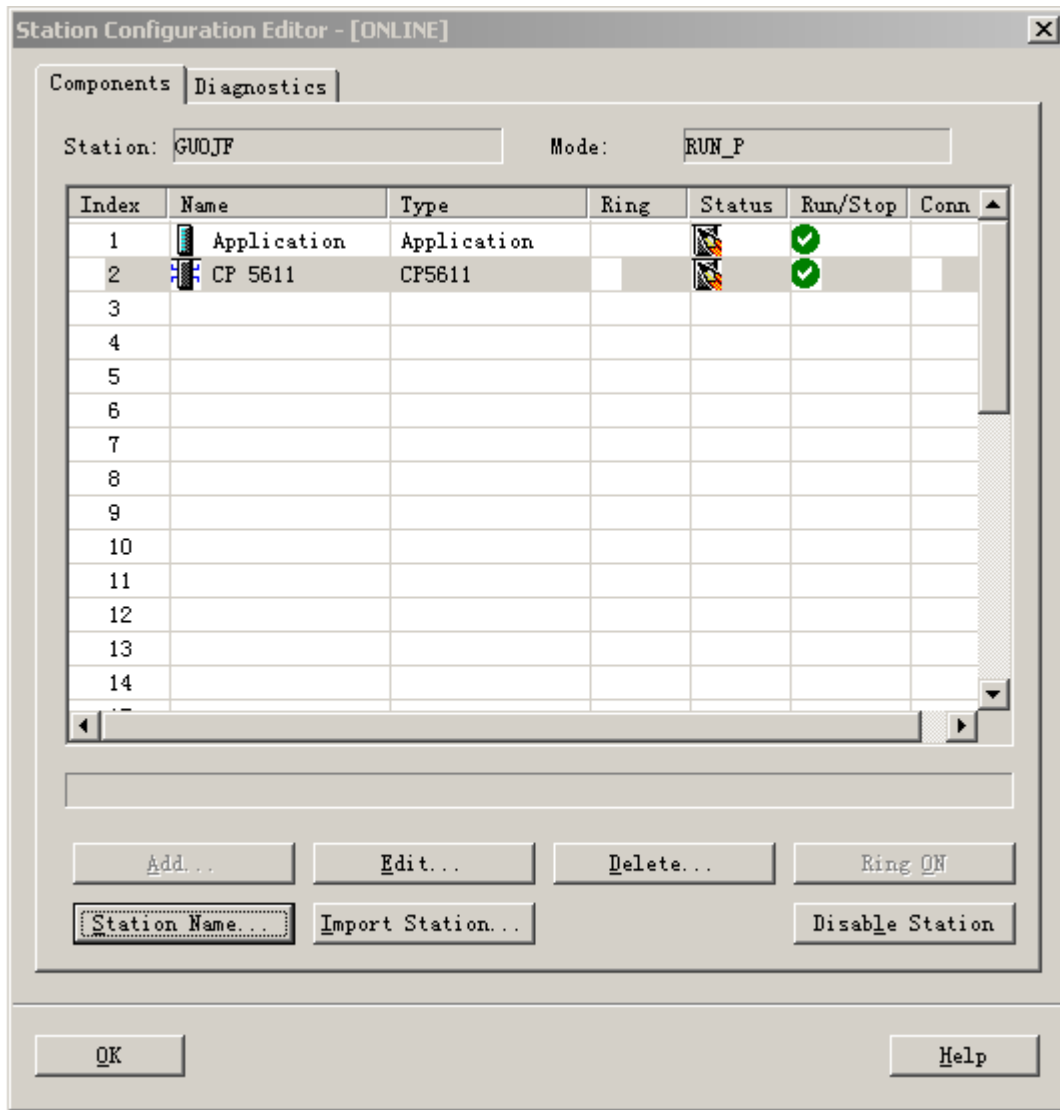 Station Configuration Editor - [ONLINE]
Components Diagnostics
Station: GUOJF Mode: RUN_P
Index Name Type Ring Status Run/Stop Conn
1 Application Application
2 CP 5611 CP5611
3
4
5
6
7
8
9
10
11
12
13
14
Add... Edit... Delete... Ring ON
Station Name... Import Station... Disable Station
OK Help